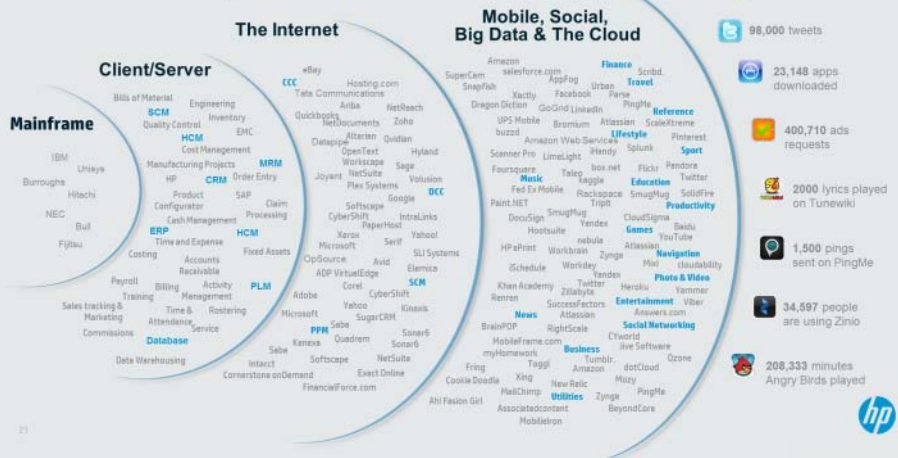 Mainframe
IBM
Unisys
Burroughs
Hitachi
NEC
Bull
Fijitsu
Client/Server
Bills of Material
Engineering
SCM
Inventory
Quality Control
EMC
HCM
Cost Management
Manufacturing Projects
MRM
HP
CRM
Order Entry
Product
Configurator
SAP
Claim
Processing
Cash Management
ERP
HCM
Time and Expense
Costing
Accounts
Receivable
Fixed Assets
Payroll
Billing
Activity
Management
PLM
Training
Sales tracking &
Marketing
Time &
Attendance
Rostering
Commissions
Service
Database
Data Warehousing
The Internet
eBay
CCC
Hosting.com
Tata Communications
Ariba
NetReach
Quickbooks
NetDocuments
Zoho
Datapipe
Altarian
Qvidian
OpenText
Hyland
Workscape
Sage
Joyent
NetSuite
Volusion
Plex Systems
Google
DCC
Softscape
CyberShift
IntraLinks
PaperHost
Xerox
Yahoo!
Microsoft
Serif
SLI Systems
OpSource
Avid
Elemica
ADP VirtualEdge
SCM
Corel
CyberShift
Adobe
Yahoo
Kinaxis
Microsoft
SugarCRM
Saba
PPM
Sonar6
Kenexa
Quadrem
Sonar6
Saba
Softscape
NetSuite
Intacct
Exact Online
Cornerstone onDemand
FinancialForce.com
Mobile, Social,
Big Data & The Cloud
Amazon
Finance
SuperCam
salesforce.com
Scribd.
AppFog
Travel
Snapfish
Urban
Xactly
Facebook
Parse
PingMe
Dragon Diction
GoGrid
LinkedIn
Reference
UPS Mobile
Bromium
Atlassian
ScaleXtreme
buzzd
Lifestyle
Pinterest
Amazon Web Services
iHandy
Splunk
Sport
Scanner Pro
LimeLight
box.net
Flickr
Pandora
Foursquare
Taleo
Twitter
Music
kaggle
Education
Fed Ex Mobile
Rackspace
SmugMug
SolidFire
Paint.NET
TripIt
Productivity
DocuSign
SmugMug
CloudSigma
Hootsuite
Yandex
Games
Baidu
YouTube
HP ePrint
nebula
Atlassian
Workbrain
Zynga
Navigation
iSchedule
Workday
Mixi
cloudability
Khan Academy
Yandex
Photo & Video
Renren
Twitter
Heroku
Yammer
Zillabyte
SuccessFactors
Entertainment
Viber
News
Atlassian
Answers.com
BrainPOP
RightScale
Social Networking
MobileFrame.com
CYworld
myHomework
Business
Jive Software
Fring
Toggl
Tumblr.
Qzone
Cookie Doodle
Xing
Amazon
dotCloud
MailChimp
New Relic
Mozy
Ah! Fasion Girl
Utilities
Zynga
PingMe
Associatedcontent
BeyondCore
MobileIron
98,000 tweets
23,148 apps
downloaded
400,710 ads
requests
2000 lyrics played
on Tunewiki
1,500 pings
sent on PingMe
34,597 people
are using Zinio
208,333 minutes
Angry Birds played
21
hp